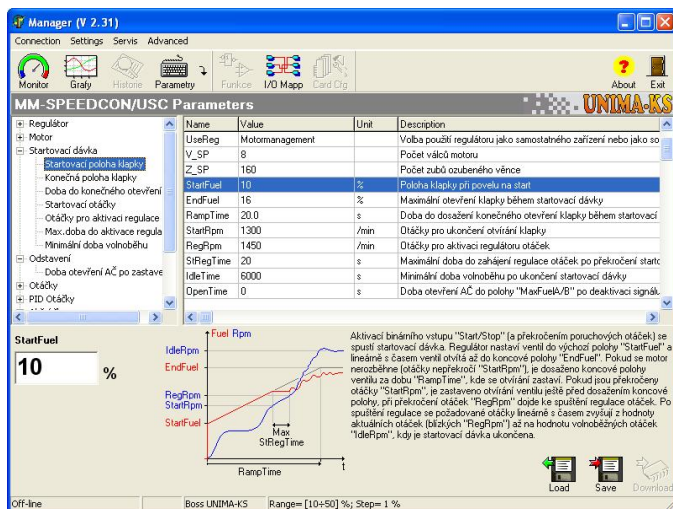 Manager (V 2.31)
Connection Settings Servis Advanced
Monitor Grafy Historie Parametry Funkce I/O Mapp Card Cfg About Exit
MM-SPEEDCON/USC Parameters UNIMA-KS
Regulátor
Motor
Startovací dávka
Startovací poloha klapky
Konečná poloha klapky
Doba do konečného otevření
Startovací otáčky
Otáčky pro aktivaci regulace
Max.doba do aktivace regula
Minimální doba volnoběhu
Odstavení
Doba otevření AČ po zastave
Otáčky
PID Otáčky
Name Value Unit Description
UseReg Motormanagement Volba použití regulátoru jako samostatného zařízení nebo jako so
V_SP 8 Počet válců motoru
Z_SP 160 Počet zubů ozubeného věnce
StartFuel 10 % Poloha klapky při povelu na start
EndFuel 16 % Maximální otevření klapky během startovací dávky
RampTime 20.0 s Doba do dosažení konečného otevření klapky během startovací
StartRpm 1300 /min Otáčky pro ukončení otvírání klapky
RegRpm 1450 /min Otáčky pro aktivaci regulátoru otáček
StRegTime 20 s Maximální doba do zahájení regulace otáček po překročení starto
IdleTime 6000 s Minimální doba volnoběhu po ukončení startovací dávky
OpenTime 0 s Doba otevření AČ do polohy "MaxFuelA/B" po deaktivaci signálu
StartFuel
10 %
Fuel Rpm
IdleRpm
EndFuel
RegRpm
StartRpm
StartFuel
Max
StRegTime
RampTime
t
Aktivací binárního vstupu "Start/Stop" (a překročením poruchových otáček) se
spustí startovací dávka. Regulátor nastaví ventil do výchozí polohy "StartFuel" a
lineárně s časem ventil otvítá až do koncové polohy "EndFuel". Pokud se motor
nerozběhne (otáčky nepřekročí "StartRpm"), je dosaženo koncové polohy
ventilu za dobu "RampTime", kde se otvírání zastaví. Pokud jsou překročeny
otáčky "StartRpm", je zastaveno otvírání ventilu ještě před dosažením koncové
polohy, při překročení otáček "RegRpm" dojde ke spuštění regulace otáček. Po
spuštění regulace se požadované otáčky lineárně s časem zvyšují z hodnoty
aktuálních otáček (blízkých "RegRpm") až na hodnotu volnoběžných otáček
"IdleRpm", kdy je startovací dávka ukončena.
Load Save Download
Off-line Boss UNIMA-KS Range= [10÷50] %; Step= 1 %